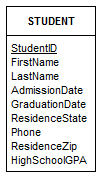 STUDENT
StudentID
FirstName
LastName
AdmissionDate
GraduationDate
ResidenceState
Phone
ResidenceZip
HighSchoolGPA